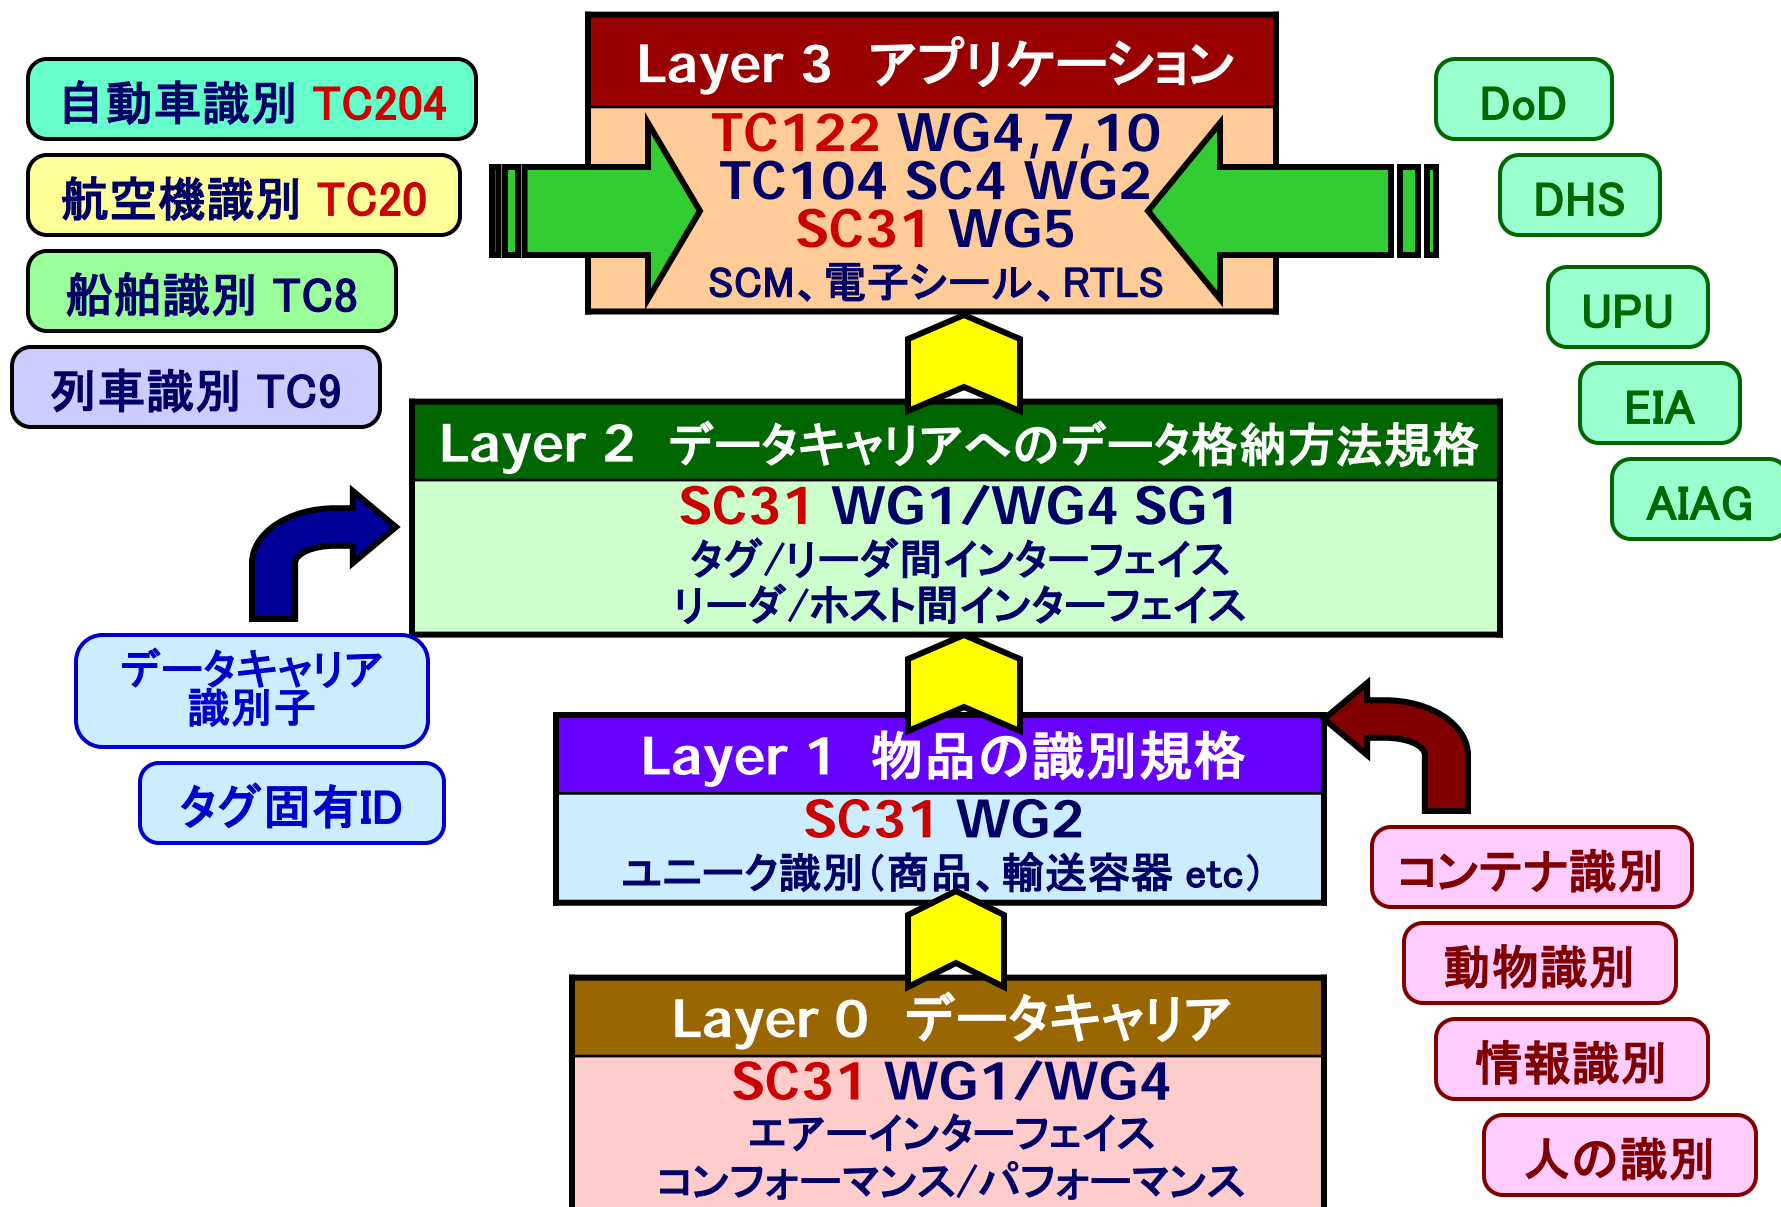 Layer 3 アプリケーション
TC122 WG4,7,10
TC104 SC4 WG2
SC31 WG5
SCM、電子シール、RTLS
自動車識別 TC204
航空機識別 TC20
船舶識別 TC8
列車識別 TC9
DoD
DHS
UPU
EIA
AIAG
Layer 2 データキャリアへのデータ格納方法規格
SC31 WG1/WG4 SG1
タグ/リーダ間インターフェイス
リーダ/ホスト間インターフェイス
データキャリア
識別子
タグ固有ID
Layer 1 物品の識別規格
SC31 WG2
ユニーク識別（商品、輸送容器 etc）
コンテナ識別
動物識別
情報識別
人の識別
Layer 0 データキャリア
SC31 WG1/WG4
エアーインターフェイス
コンフォーマンス/パフォーマンス